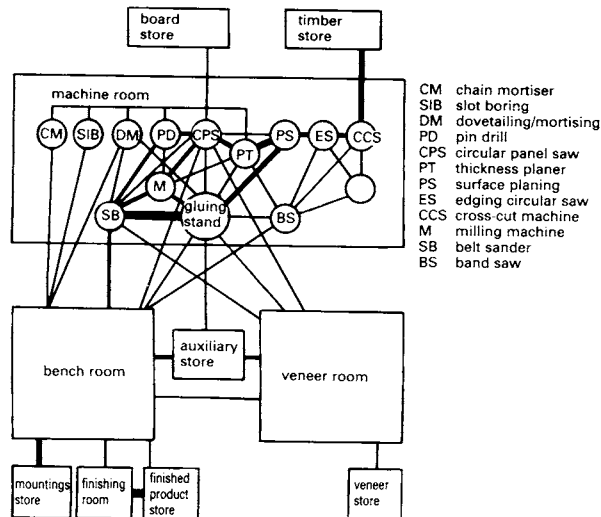 board
store
timber
store
machine room
CM
SIB
DM
PD
CPS
PT
PS
ES
CCS
M
gluing
stand
SB
BS
CM chain mortiser
SIB slot boring
DM dovetailing/mortising
PD pin drill
CPS circular panel saw
PT thickness planer
PS surface planing
ES edging circular saw
CCS cross-cut machine
M milling machine
SB belt sander
BS band saw
bench room
auxiliary
store
veneer room
mountings
store
finishing
room
finished
product
store
veneer
store